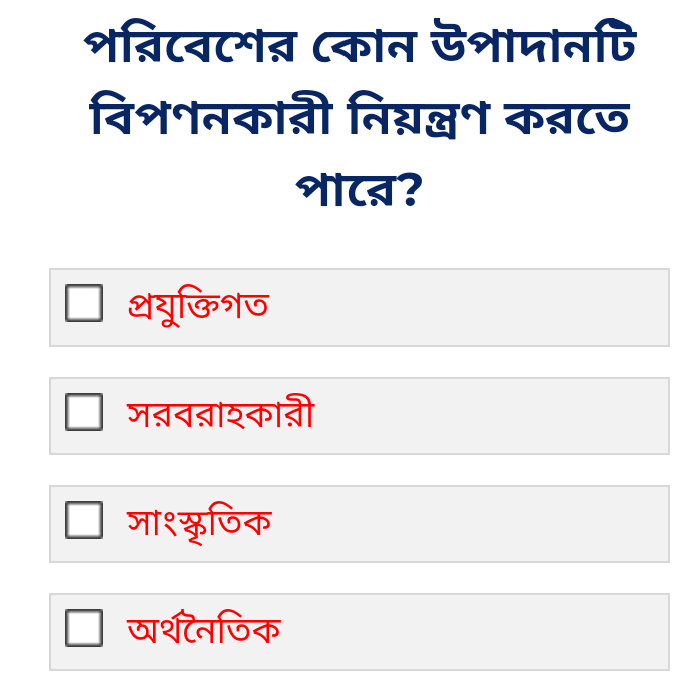 পরিবেশের কোন উপাদানটি
বিপণনকারী নিয়ন্ত্রণ করতে
পারে?
প্রযুক্তিগত
সরবরাহকারী
সাংস্কৃতিক
অর্থনৈতিক